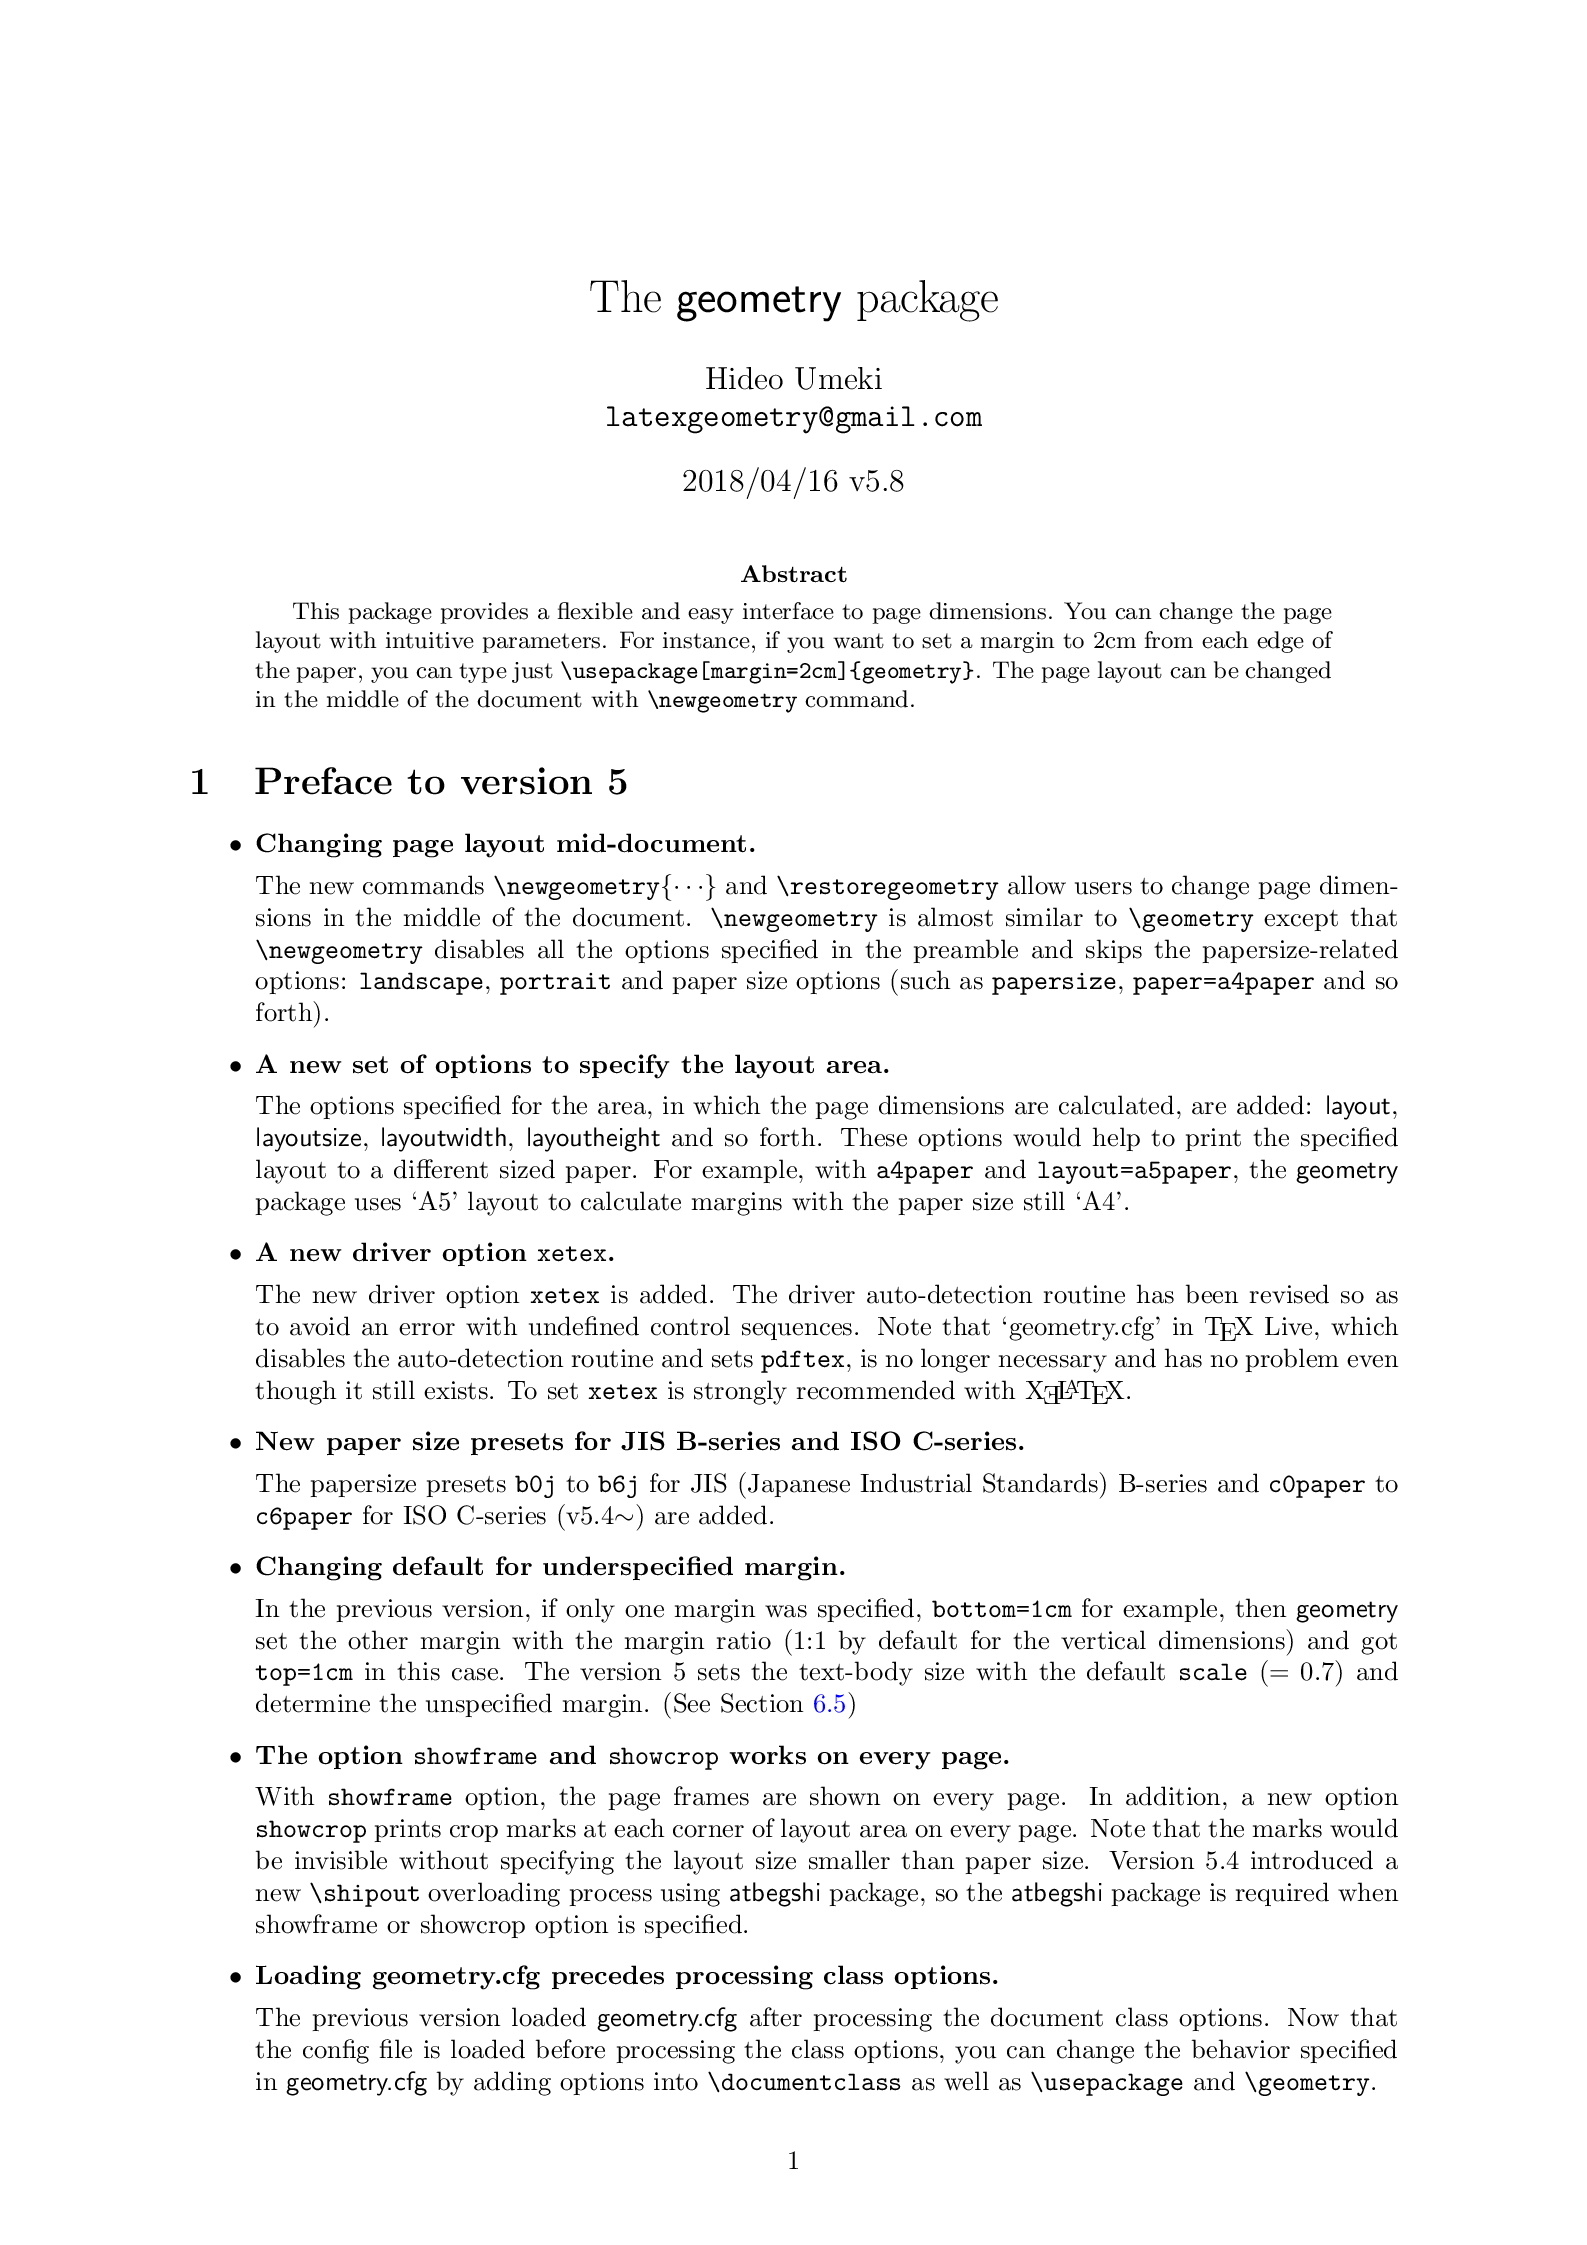 The geometry package
Hideo Umeki
latexgeometry@gmail.com
2018/04/16 v5.8
Abstract
This package provides a flexible and easy interface to page dimensions. You can change the page
layout with intuitive parameters. For instance, if you want to set a margin to 2cm from each edge of
the paper, you can type just \usepackage[margin=2cm]{geometry}. The page layout can be changed
in the middle of the document with \newgeometry command.
1 Preface to version 5
• Changing page layout mid-document.
The new commands \newgeometry{···} and \restoregeometry allow users to change page dimen-
sions in the middle of the document. \newgeometry is almost similar to \geometry except that
\newgeometry disables all the options specified in the preamble and skips the papersize-related
options: landscape, portrait and paper size options (such as papersize, paper=a4paper and so
forth).
• A new set of options to specify the layout area.
The options specified for the area, in which the page dimensions are calculated, are added: layout,
layoutsize, layoutwidth, layoutheight and so forth. These options would help to print the specified
layout to a different sized paper. For example, with a4paper and layout=a5paper, the geometry
package uses ‘A5’ layout to calculate margins with the paper size still ‘A4’.
• A new driver option xetex.
The new driver option xetex is added. The driver auto-detection routine has been revised so as
to avoid an error with undefined control sequences. Note that ‘geometry.cfg’ in TEX Live, which
disables the auto-detection routine and sets pdftex, is no longer necessary and has no problem even
though it still exists. To set xetex is strongly recommended with XƎLATEX.
• New paper size presets for JIS B-series and ISO C-series.
The papersize presets b0j to b6j for JIS (Japanese Industrial Standards) B-series and c0paper to
c6paper for ISO C-series (v5.4∼) are added.
• Changing default for underspecified margin.
In the previous version, if only one margin was specified, bottom=1cm for example, then geometry
set the other margin with the margin ratio (1:1 by default for the vertical dimensions) and got
top=1cm in this case. The version 5 sets the text-body size with the default scale (= 0.7) and
determine the unspecified margin. (See Section 6.5)
• The option showframe and showcrop works on every page.
With showframe option, the page frames are shown on every page. In addition, a new option
showcrop prints crop marks at each corner of layout area on every page. Note that the marks would
be invisible without specifying the layout size smaller than paper size. Version 5.4 introduced a
new \shipout overloading process using atbegshi package, so the atbegshi package is required when
showframe or showcrop option is specified.
• Loading geometry.cfg precedes processing class options.
The previous version loaded geometry.cfg after processing the document class options. Now that
the config file is loaded before processing the class options, you can change the behavior specified
in geometry.cfg by adding options into \documentclass as well as \usepackage and \geometry.
1